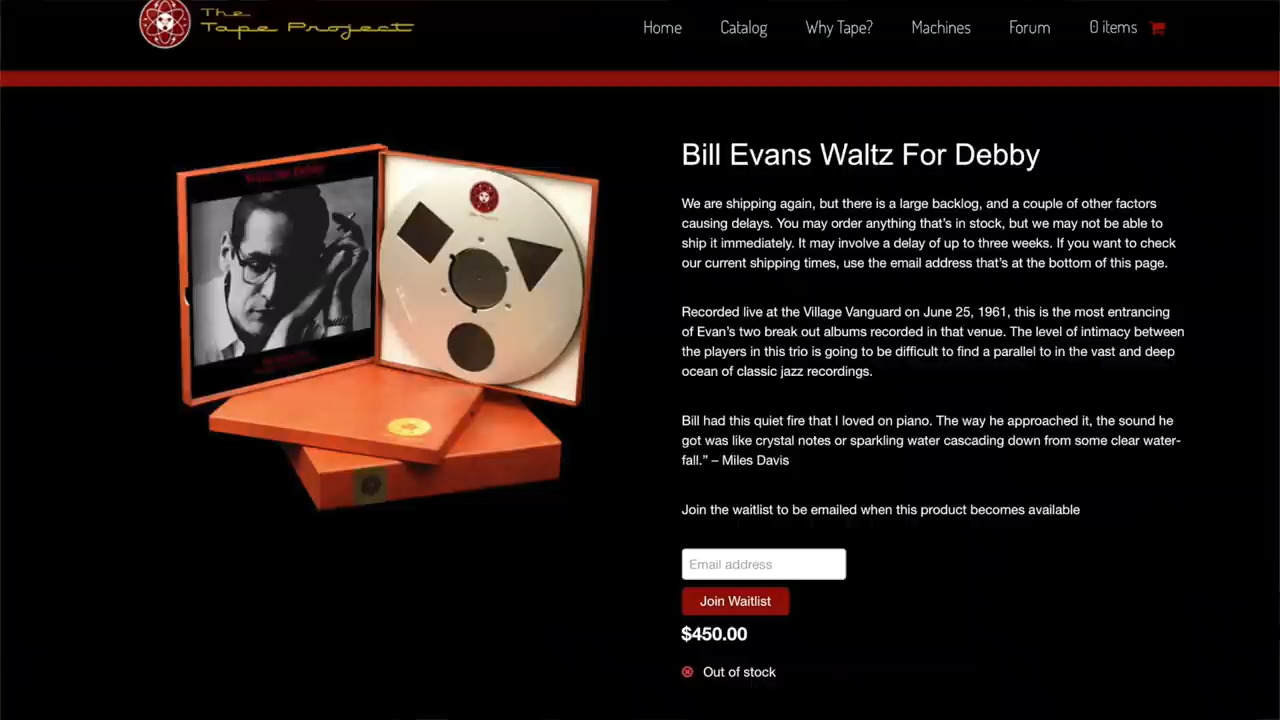 The
Tape Project
Home Catalog Why Tape? Machines Forum 0 items
Bill Evans Waltz For Debby
We are shipping again, but there is a large backlog, and a couple of other factors
causing delays. You may order anything that's in stock, but we may not be able to
ship it immediately. It may involve a delay of up to three weeks. If you want to check
our current shipping times, use the email address that's at the bottom of this page.
Recorded live at the Village Vanguard on June 25, 1961, this is the most entrancing
of Evan's two break out albums recorded in that venue. The level of intimacy between
the players in this trio is going to be difficult to find a parallel to in the vast and deep
ocean of classic jazz recordings.
Bill had this quiet fire that I loved on piano. The way he approached it, the sound he
got was like crystal notes or sparkling water cascading down from some clear water-
fall.” – Miles Davis
Join the waitlist to be emailed when this product becomes available
Email address
Join Waitlist
$450.00
Out of stock
Waltz for Debby